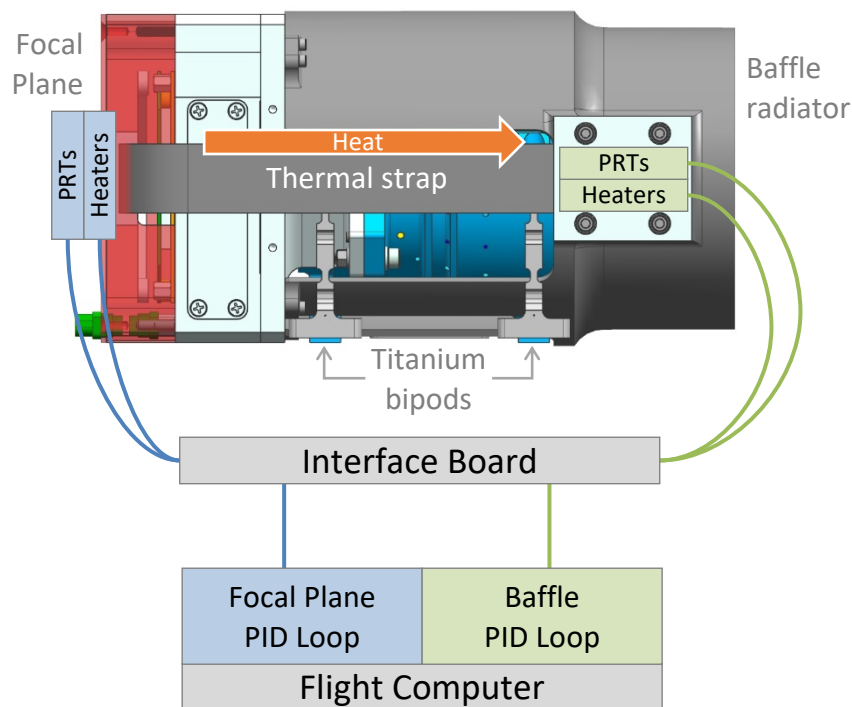 Focal
Plane
Baffle
radiator
PRTs
Heaters
Heat
Thermal strap
PRTs
Heaters
Titanium
bipods
Interface Board
Focal Plane
PID Loop
Baffle
PID Loop
Flight Computer